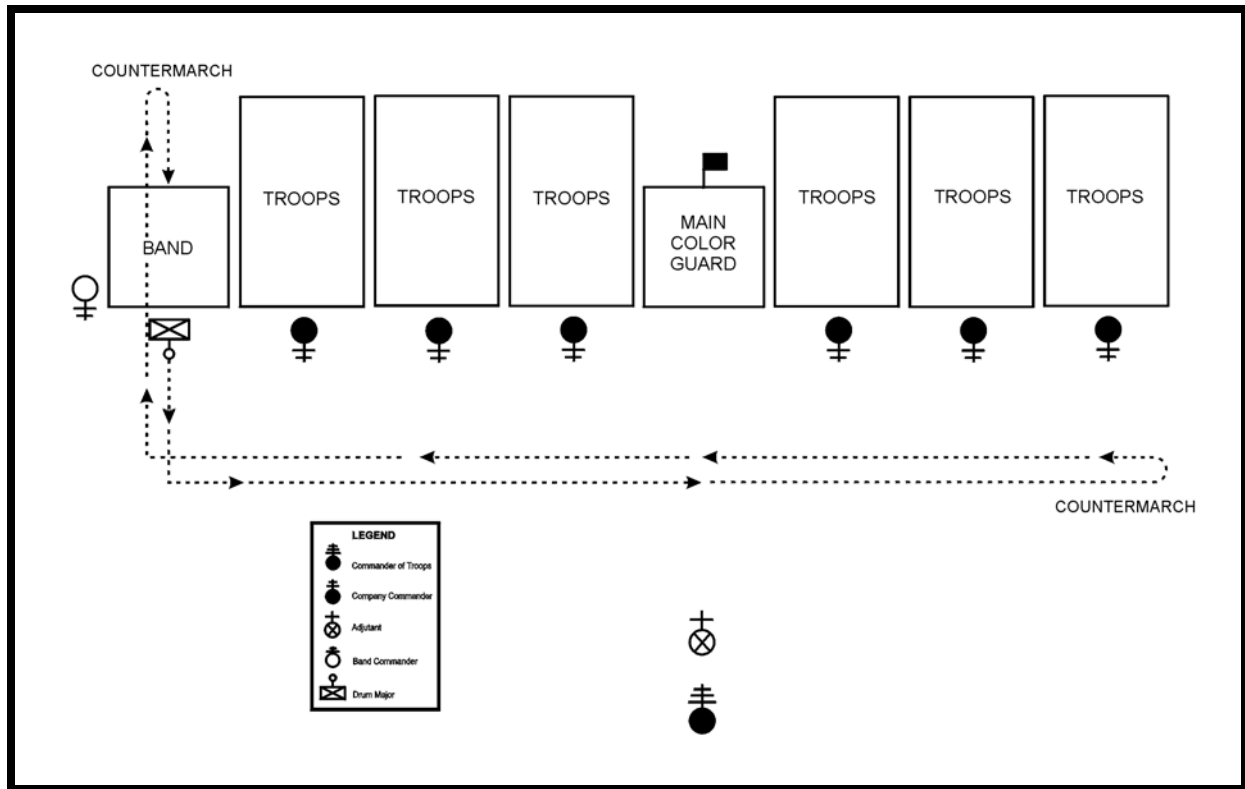 COUNTERMARCH
TROOPS
TROOPS
TROOPS
MAIN
COLOR
GUARD
TROOPS
TROOPS
TROOPS
BAND
COUNTERMARCH
LEGEND
Commander of Troops
Company Commander
Adjutant
Band Commander
Drum Major